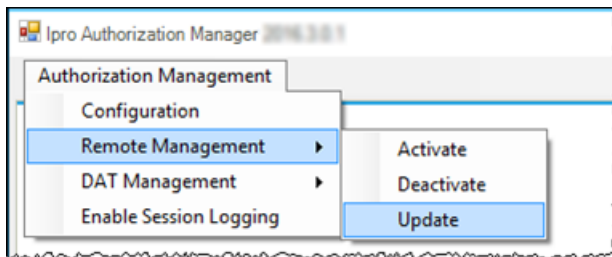 Ipro Authorization Manager
Authorization Management
Configuration
Remote Management
Activate
DAT Management
Deactivate
Enable Session Logging
Update